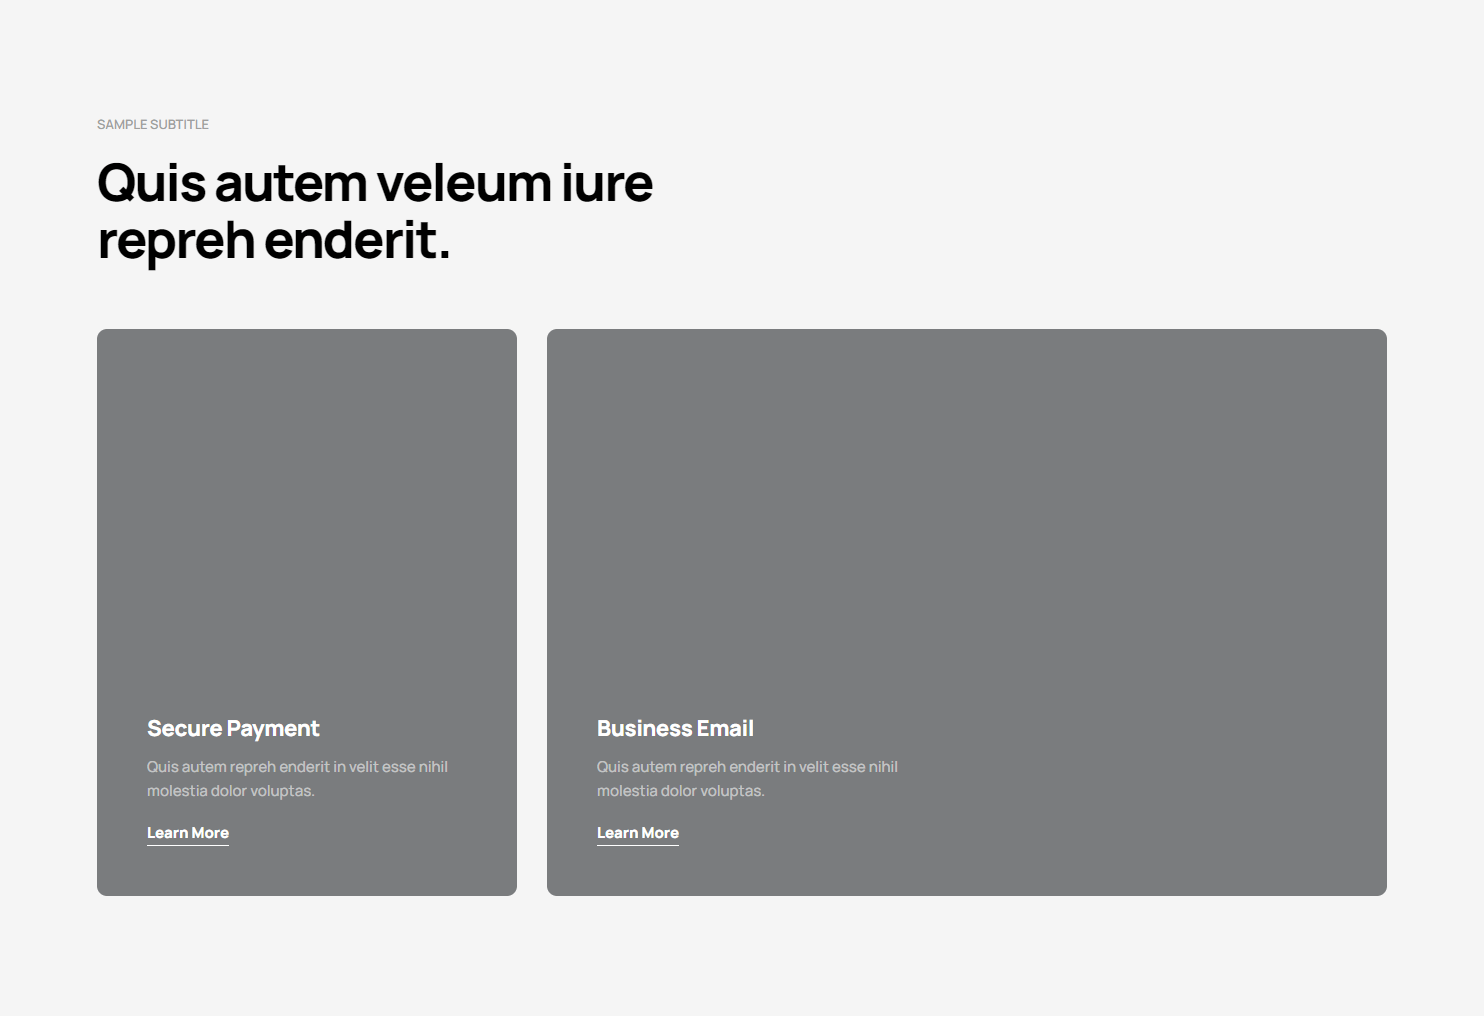 SAMPLE SUBTITLE
Quis autem veleum iure
repreh enderit.
Secure Payment
Quis autem repreh enderit in velit esse nihil
molestia dolor voluptas.
Learn More
Business Email
Quis autem repreh enderit in velit esse nihil
molestia dolor voluptas.
Learn More